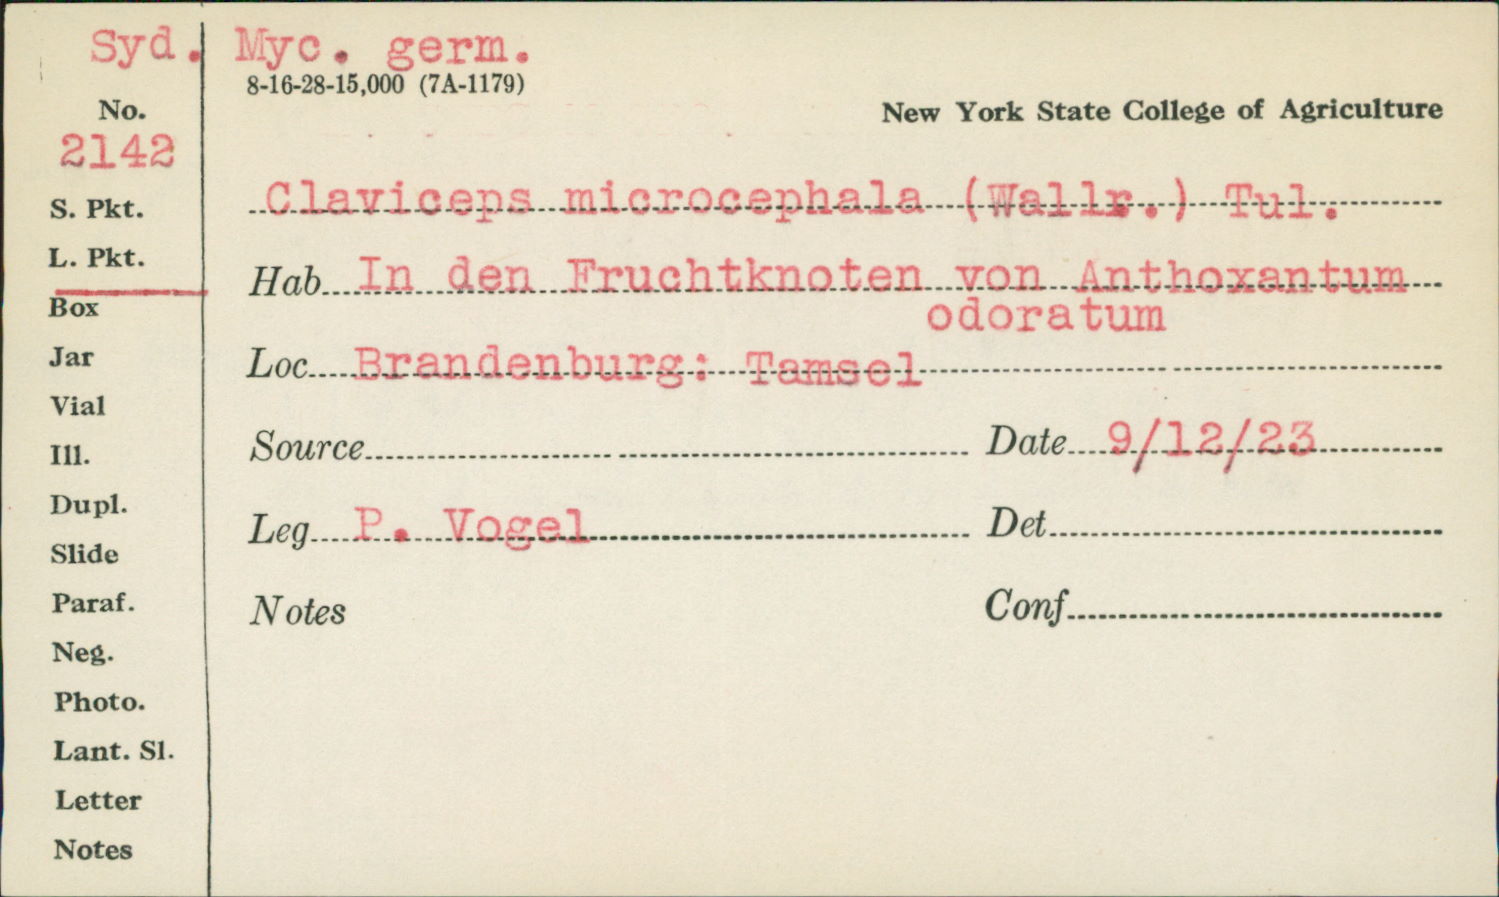 Syd. Myc. germ.
8-16-28-15,000 (7A-1179)
No.
2142
New York State College of Agriculture
S. Pkt.
L. Pkt.
Box
Jar
Vial
Ill.
Dupl.
Slide
Paraf.
Neg.
Photo.
Lant. Sl.
Letter
Notes
Claviceps microcephala (Wallr.) Tul.
Hab. In den Fruchtknoten von Anthoxantum
odoratum
Loc. Brandenburg: Tamsel
Source
Date 9/12/23
Leg. P. Vogel
Det.
Notes
Conf.